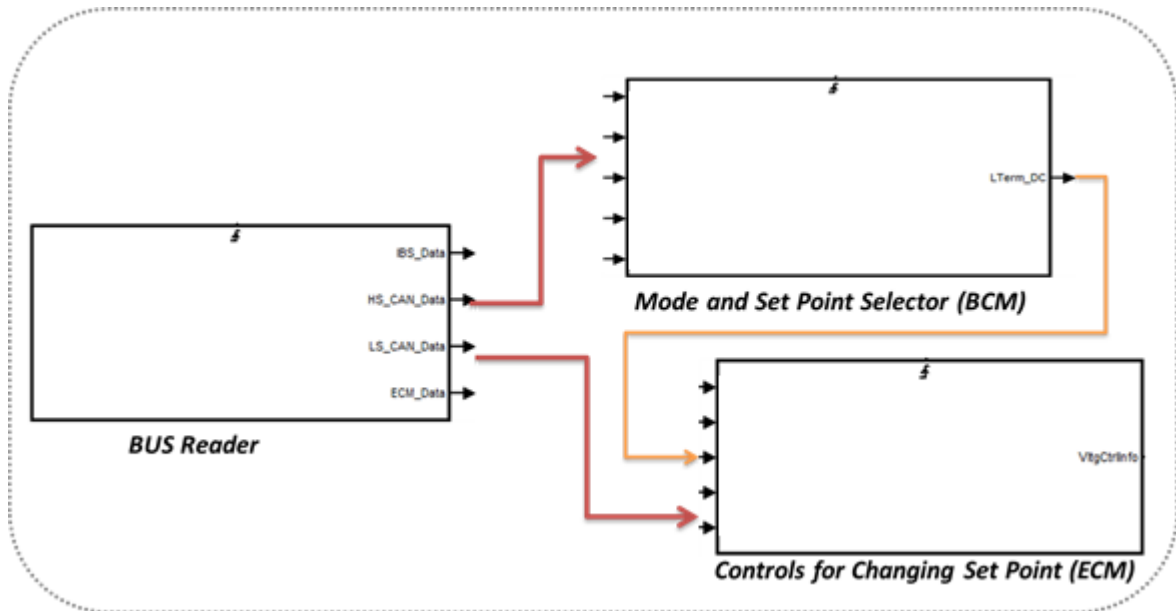 LTerm_DC
Mode and Set Point Selector (BCM)
IBS_Data
HS_CAN_Data
LS_CAN_Data
ECM_Data
BUS Reader
VltgCtrlInfo
Controls for Changing Set Point (ECM)